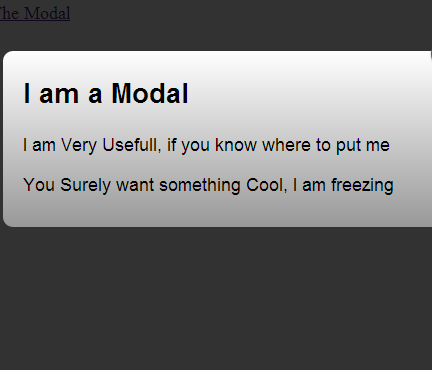 The Modal
I am a Modal
I am Very Usefull, if you know where to put me
You Surely want something Cool, I am freezing